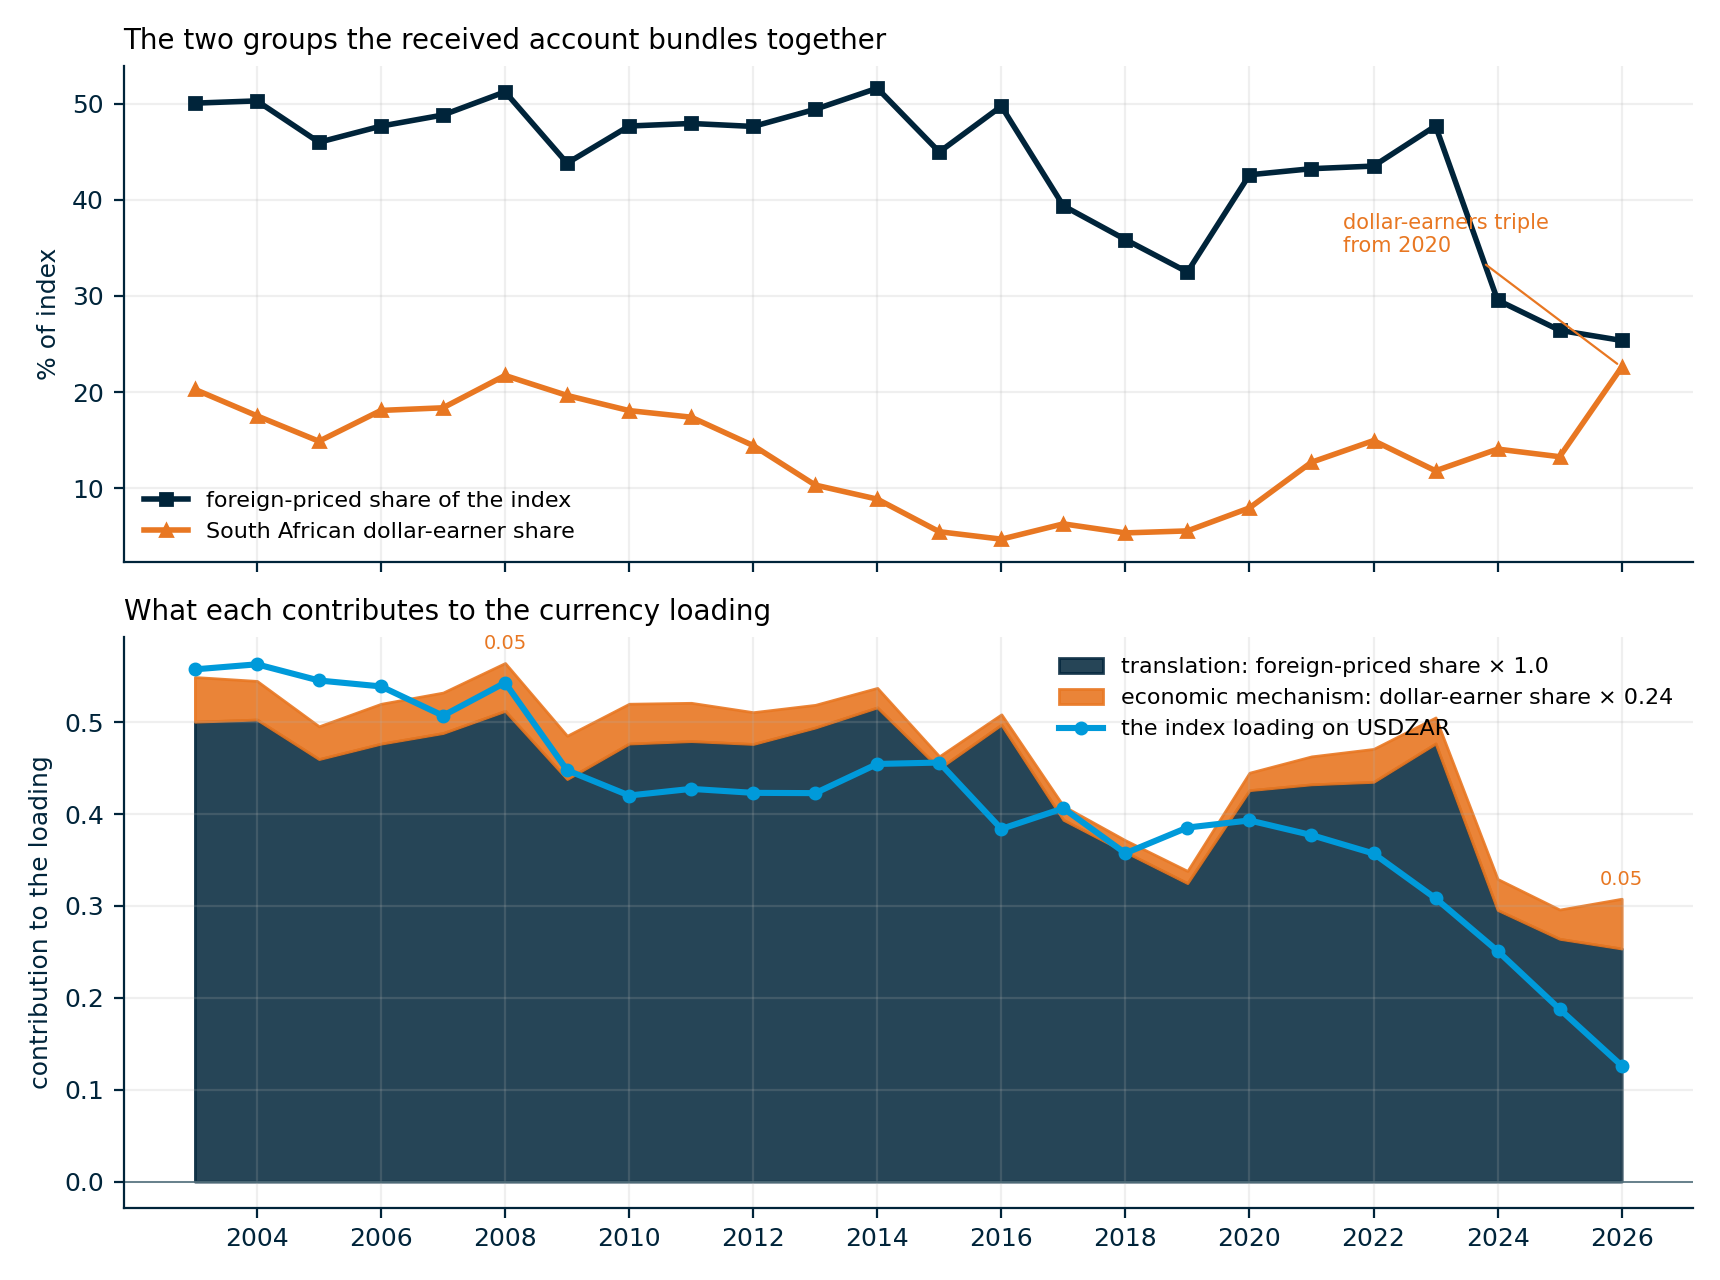 The two groups the received account bundles together
% of index
50
40
30
20
10
dollar-earners triple
from 2020
foreign-priced share of the index
South African dollar-earner share
What each contributes to the currency loading
contribution to the loading
0.5
0.4
0.3
0.2
0.1
0.0
0.05
0.05
translation: foreign-priced share × 1.0
economic mechanism: dollar-earner share × 0.24
the index loading on USDZAR
2004 2006 2008 2010 2012 2014 2016 2018 2020 2022 2024 2026